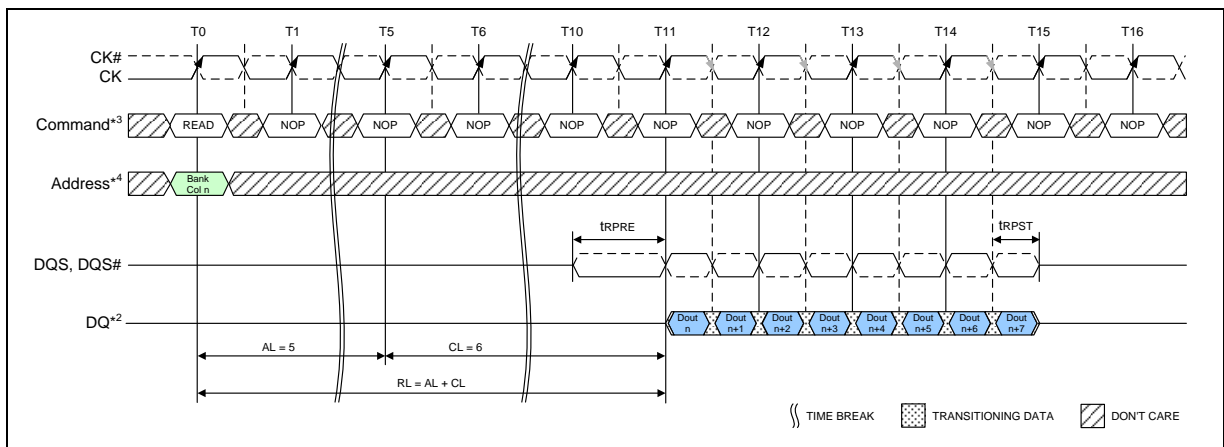 T0 T1 T5 T6 T10 T11 T12 T13 T14 T15 T16
CK#
CK
Command*3 READ NOP NOP NOP NOP NOP NOP NOP NOP NOP NOP
Address*4 Bank
Col n
tRPRE tRPST
DQS, DQS#
DQ*2 Dout n Dout n+1 Dout n+2 Dout n+3 Dout n+4 Dout n+5 Dout n+6 Dout n+7
AL = 5 CL = 6
RL = AL + CL
TIME BREAK TRANSITIONING DATA DON'T CARE